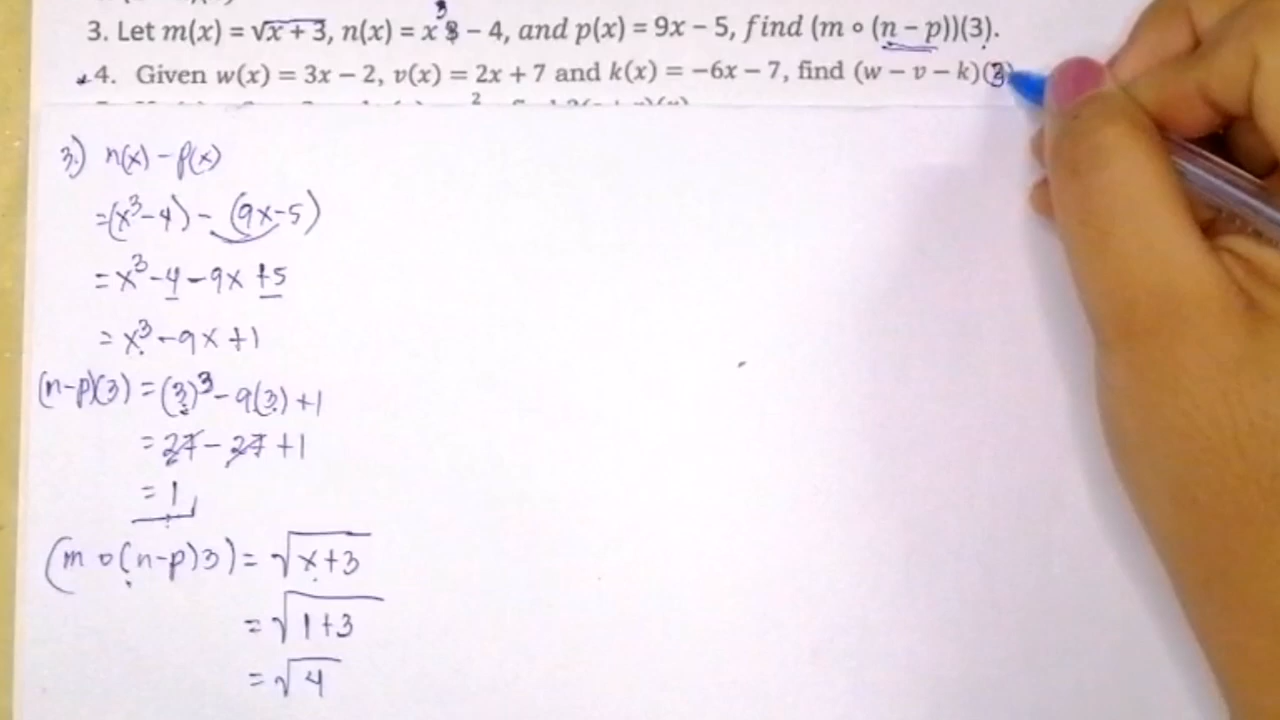 3. Let m(x) = √x + 3, n(x) = x³ – 4, and p(x) = 9x – 5, find (m ∘ (n – p))(3).
4. Given w(x) = 3x – 2, v(x) = 2x + 7 and k(x) = –6x – 7, find (w – v – k)(2)
3.) n(x) – p(x)
=(x³–4) – (9x–5)
= x³–4–9x +5
= x³–9x+1
(n–p)(3) = (3)³–9(3)+1
= 27–27+1
= 1
(m ∘ (n–p)3) = √x+3
= √1+3
= √4